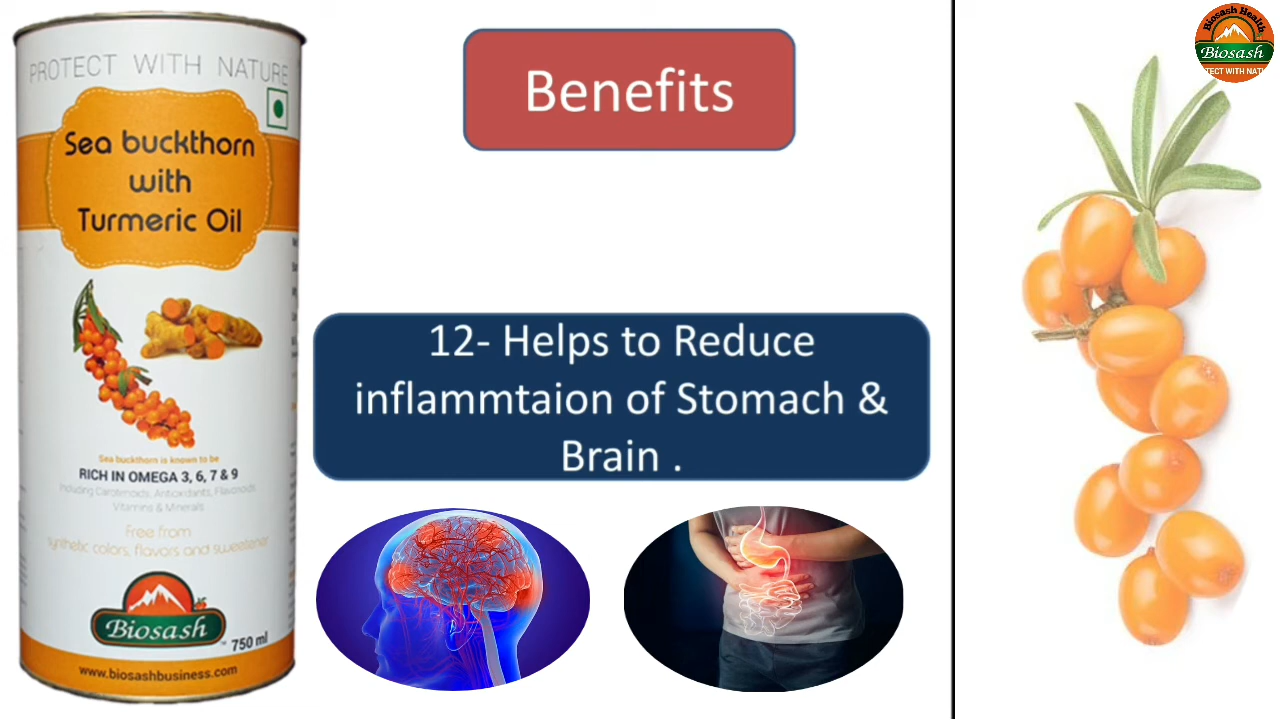 PROTECT WITH NATURE
Sea buckthorn
with
Turmeric Oil
Sea buckthorn is known to be
RICH IN OMEGA 3, 6, 7 & 9
Including Carotenoids, Antioxidants, Flavonoids
Vitamins & Minerals
Free from
synthetic colors, flavors and sweetener
Biosash
750 ml
www.biosashbusiness.com
Benefits
12- Helps to Reduce
inflammtaion of Stomach &
Brain .
Biosash Health
Biosash
TECT WITH NAT